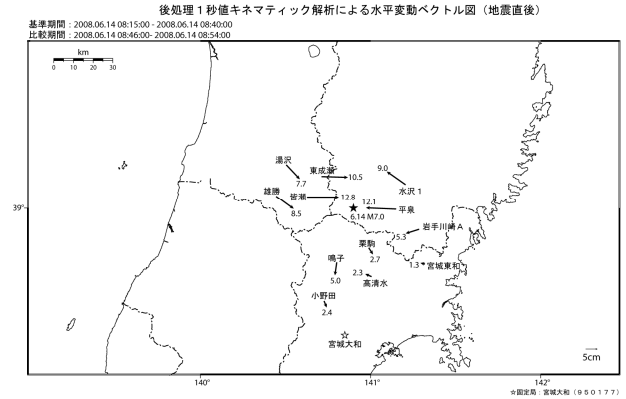 後処理１秒値キネマティック解析による水平変動ベクトル図（地震直後）
基準期間：2008.06.14 08:15:00 - 2008.06.14 08:40:00
比較期間：2008.06.14 08:46:00- 2008.06.14 08:54:00
km
0 10 20 30
湯沢
7.7
東成瀬
10.5
9.0
水沢１
雄勝
8.5
皆瀬
12.8
12.1
平泉
39°
6.14 M7.0
岩手川崎Ａ
5.3
栗駒
2.7
鳴子
5.0
2.3
高清水
1.3
宮城東和
小野田
2.4
宮城大和
5cm
140°
141°
142°
☆固定局：宮城大和（950177）